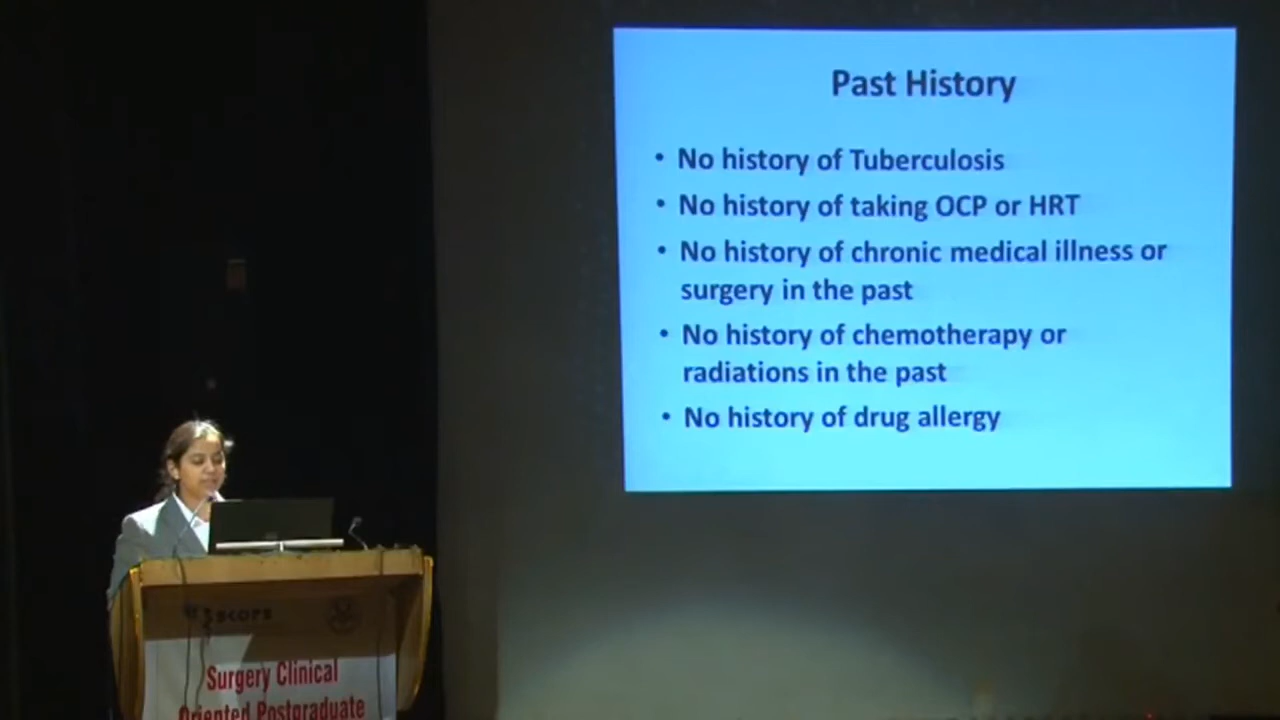 Past History
• No history of Tuberculosis
• No history of taking OCP or HRT
• No history of chronic medical illness or
surgery in the past
• No history of chemotherapy or
radiations in the past
• No history of drug allergy
SCOPS
Surgery Clinical
Oriented Postgraduate